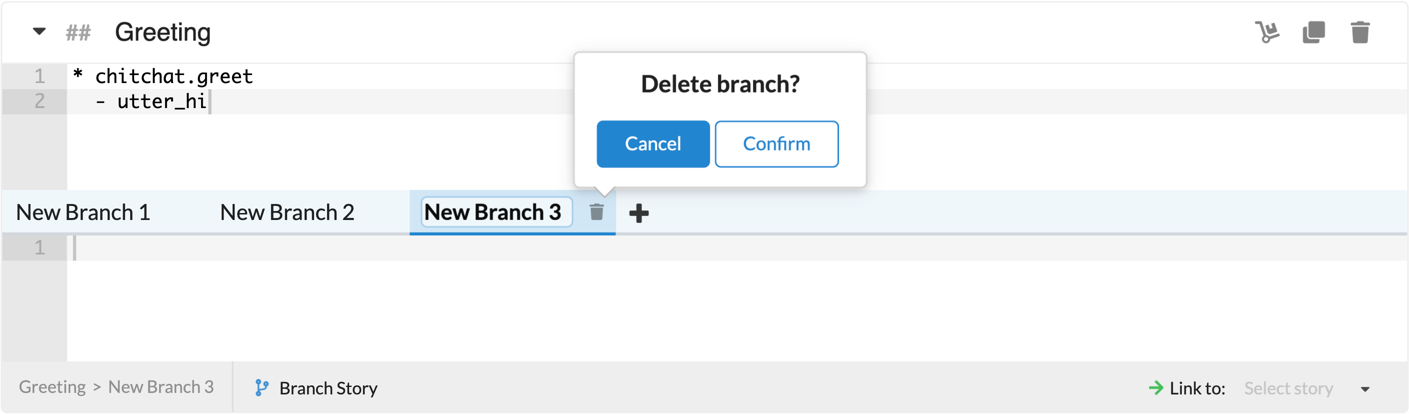 ## Greeting
1 * chitchat.greet
2 - utter_hi
Delete branch?
Cancel Confirm
New Branch 1 New Branch 2 New Branch 3
1
Greeting > New Branch 3 Branch Story Link to: Select story